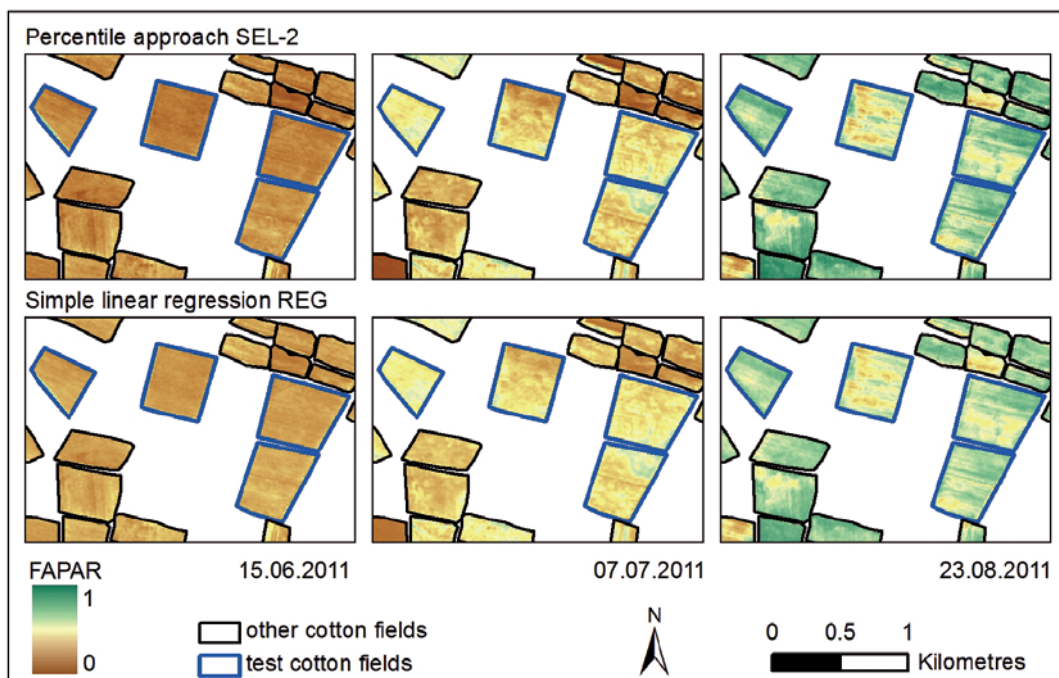 Percentile approach SEL-2
Simple linear regression REG
FAPAR
15.06.2011
07.07.2011
23.08.2011
1
0
other cotton fields
test cotton fields
N
0 0.5 1
Kilometres